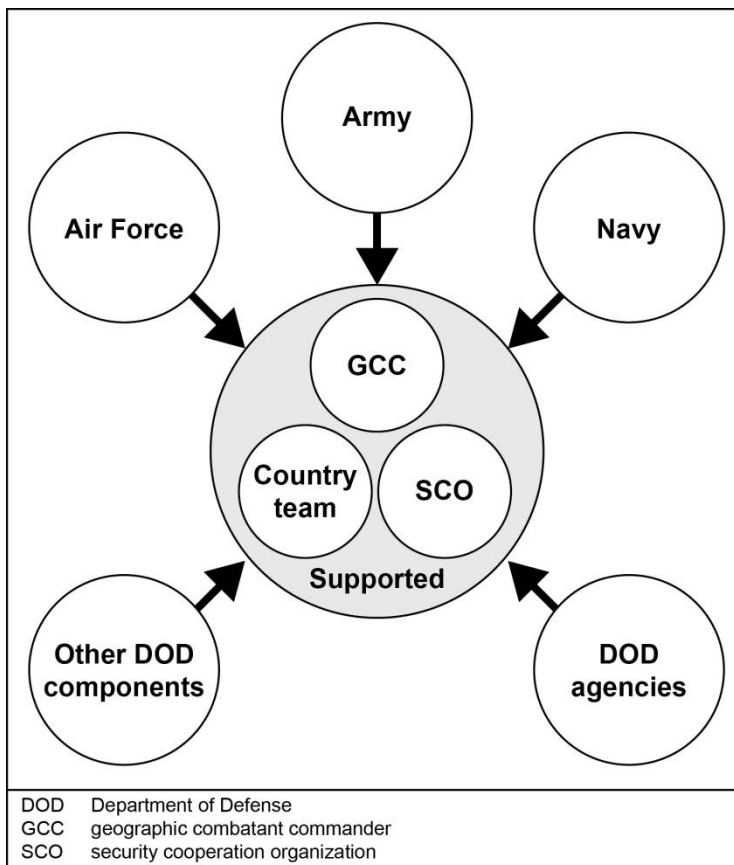 Army
Air Force
Navy
GCC
Country
team
SCO
Supported
Other DOD
components
DOD
agencies
DOD Department of Defense
GCC geographic combatant commander
SCO security cooperation organization